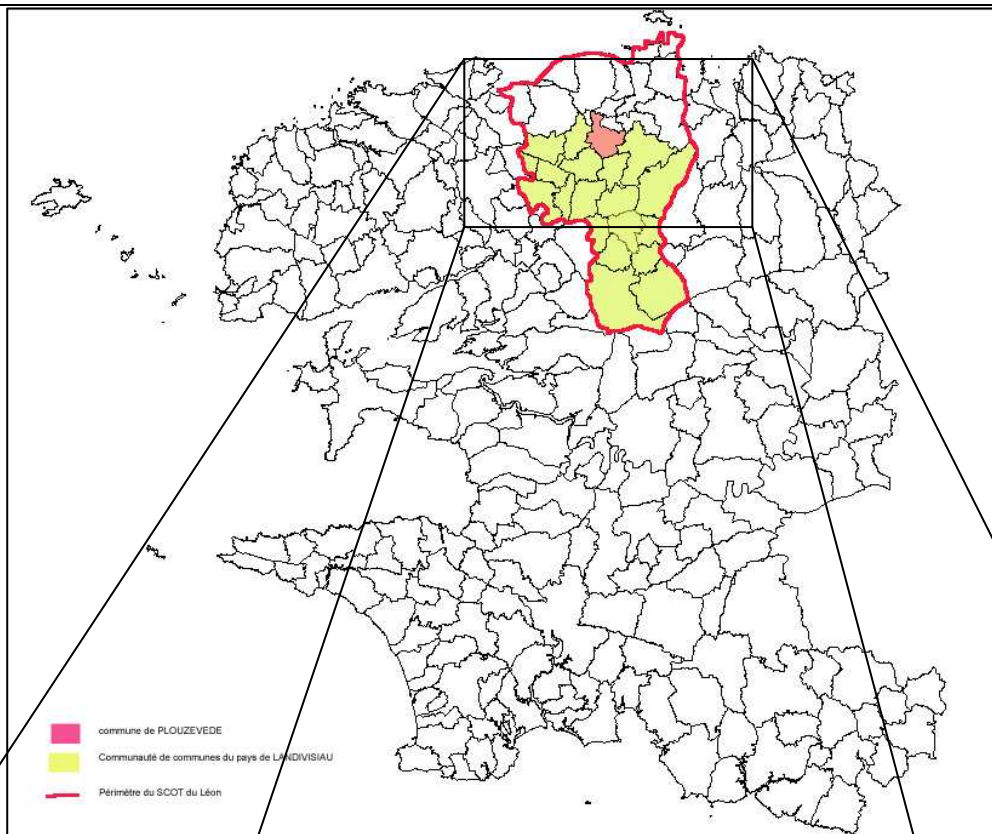 commune de PLOUZEVEDE
Communauté de communes du pays de LANDIVISIAU
Périmètre du SCOT du Léon